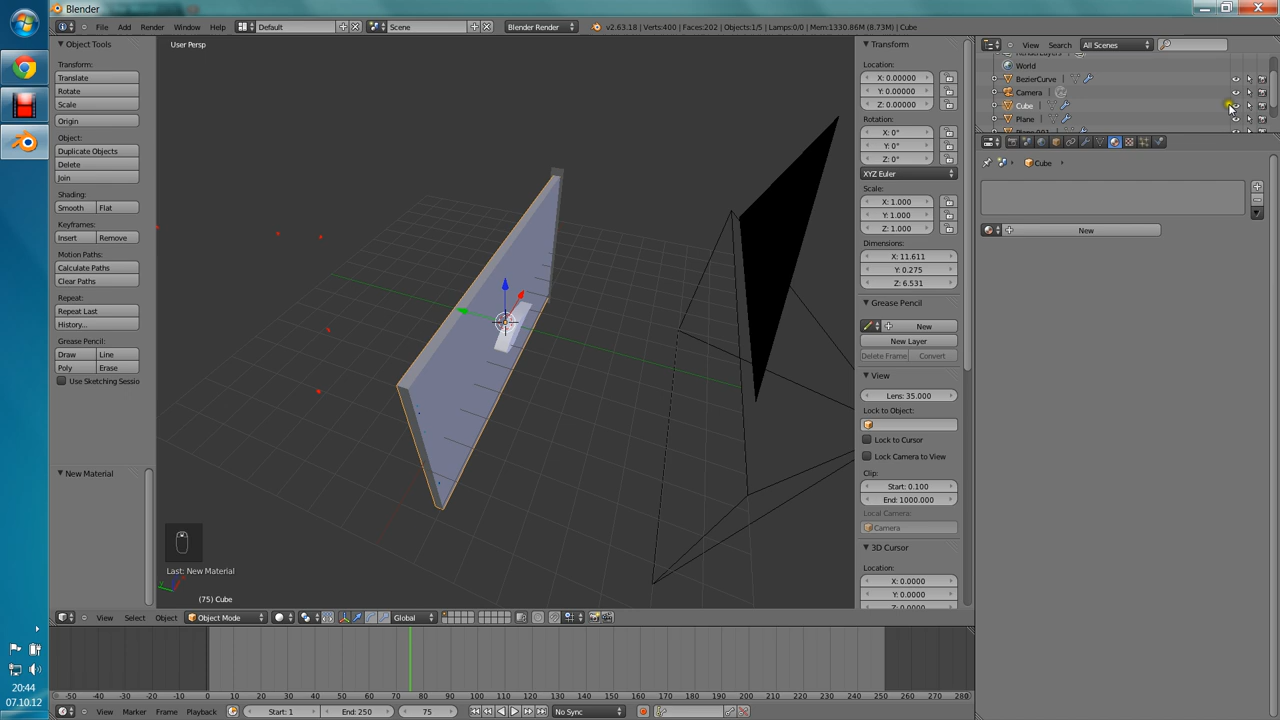 Blender
File Add Render Window Help
Default
Scene
Blender Render
v2.63.18 | Verts:400 | Faces:202 | Objects:1/5 | Lamps:0/0 | Mem:1330.86M (8.73M) | Cube
Object Tools
Transform:
Translate
Rotate
Scale
Origin
Object:
Duplicate Objects
Delete
Join
Shading:
Smooth Flat
Keyframes:
Insert Remove
Motion Paths:
Calculate Paths
Clear Paths
Repeat:
Repeat Last
History...
Grease Pencil:
Draw Line
Poly Erase
Use Sketching Sessio
New Material
User Persp
Last: New Material
(75) Cube
View Select Object
Object Mode
Global
Transform
Location:
X: 0.00000
Y: 0.00000
Z: 0.00000
Rotation:
X: 0°
Y: 0°
Z: 0°
XYZ Euler
Scale:
X: 1.000
Y: 1.000
Z: 1.000
Dimensions:
X: 11.611
Y: 0.275
Z: 6.531
Grease Pencil
New
New Layer
Delete Frame Convert
View
Lens: 35.000
Lock to Object:
Lock to Cursor
Lock Camera to View
Clip:
Start: 0.100
End: 1000.000
Local Camera:
Camera
3D Cursor
Location:
X: 0.0000
Y: 0.0000
View Search All Scenes
World
BezierCurve
Camera
Cube
Plane
Cube
New
-50 -40 -30 -20 -10 0 10 20 30 40 50 60 70 80 90 100 110 120 130 140 150 160 170 180 190 200 210 220 230 240 250 260 270 280
View Marker Frame Playback
Start: 1
End: 250
75
No Sync
20:44
07.10.12